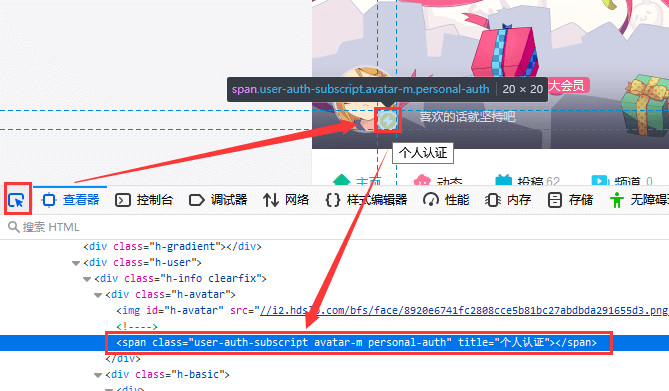 span.user-auth-subscript.avatar-m.personal-auth 20 × 20
大会员
喜欢的话就坚持吧
个人认证
动态
投稿 62
频道 0
查看器 控制台 调试器 网络 {} 样式编辑器 性能 内存 存储 无障碍
搜索 HTML
<div class="h-gradient"></div>
<div class="h-user">
<div class="h-info clearfix">
<div class="h-avatar">
<img id="h-avatar" src="//i2.hds
.com/bfs/face/8920e6741fc2808cce5b81bc27abdbda291655d3.png
<!---->
<span class="user-auth-subscript avatar-m personal-auth" title="个人认证"></span>
</div>
<div class="h-basic">
<div>